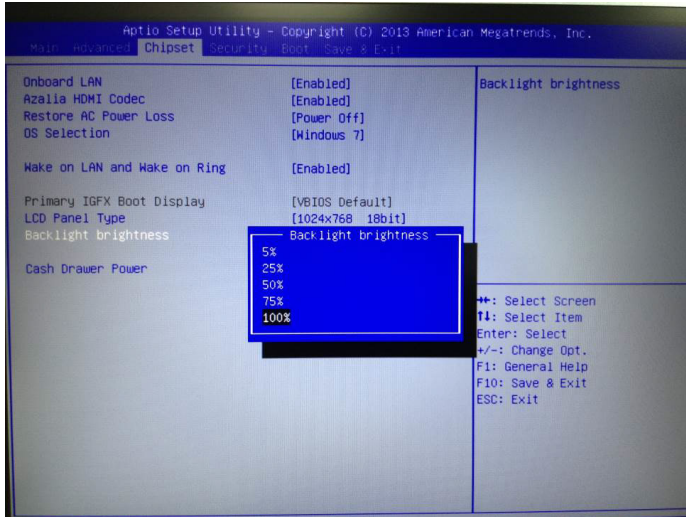 Aptio Setup Utility - Copyright (C) 2013 American Megatrends, Inc.
Main Advanced Chipset Security Boot Save & Exit
Onboard LAN [Enabled]
Azalia HDMI Codec [Enabled]
Restore AC Power Loss [Power Off]
OS Selection [Windows 7]
Wake on LAN and Wake on Ring [Enabled]
Primary IGFX Boot Display [VBIOS Default]
LCD Panel Type [1024x768 18bit]
Backlight brightness
Cash Drawer Power
Backlight brightness
5%
25%
50%
75%
100%
Backlight brightness
→←: Select Screen
↑↓: Select Item
Enter: Select
+/-: Change Opt.
F1: General Help
F10: Save & Exit
ESC: Exit